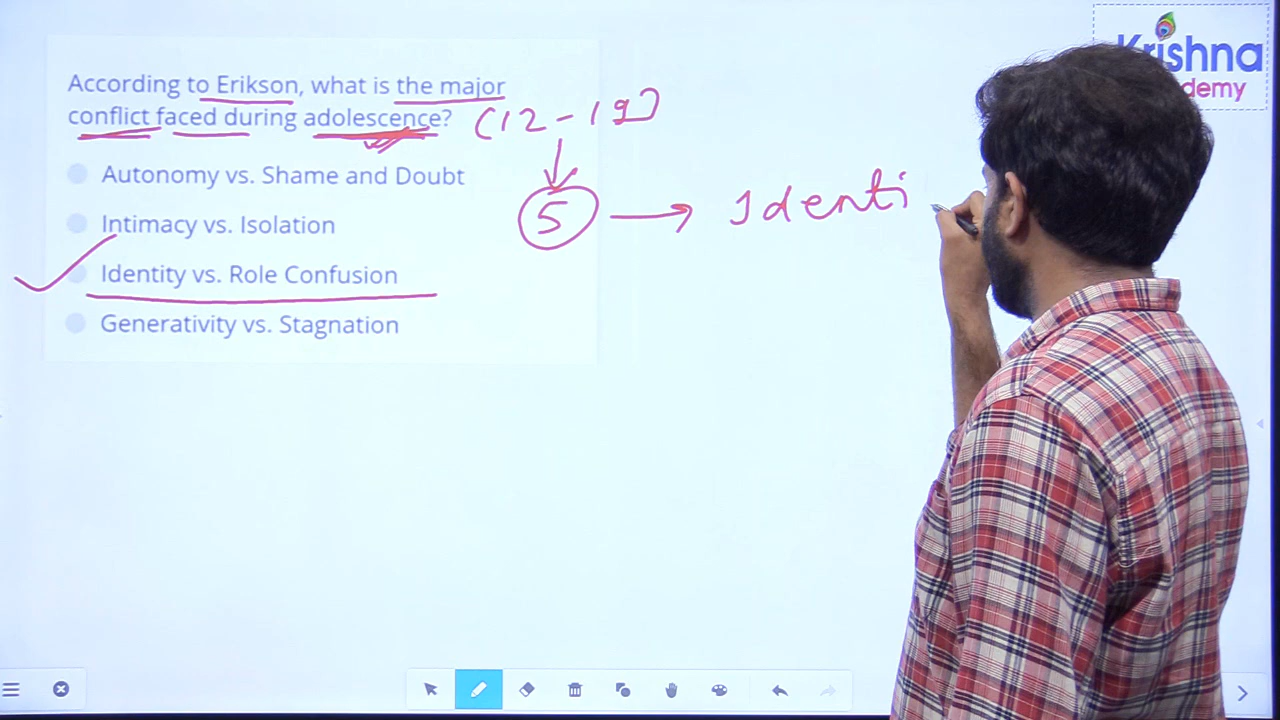 Krishna
demy
According to Erikson, what is the major
conflict faced during adolescence? (12-19)
Autonomy vs. Shame and Doubt
5 → Identi
Intimacy vs. Isolation
Identity vs. Role Confusion
Generativity vs. Stagnation